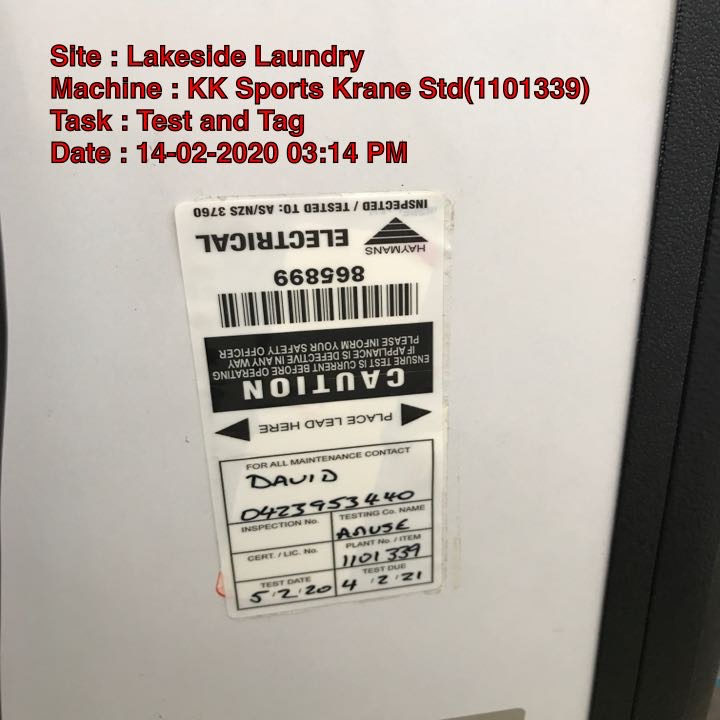 Site : Lakeside Laundry
Machine : KK Sports Krane Std(1101339)
Task : Test and Tag
Date : 14-02-2020 03:14 PM
INSPECTED / TESTED TO: AS/NZS 3760
HAYMANS ELECTRICAL
865899
CAUTION
ENSURE TEST IS CURRENT BEFORE OPERATING
IF APPLIANCE IS DEFECTIVE IN ANY WAY
PLEASE INFORM YOUR SAFETY OFFICER
PLACE LEAD HERE
FOR ALL MAINTENANCE CONTACT
DAVID
0423953440
INSPECTION No. TESTING Co. NAME
AMUSE
CERT. / LIC. No. PLANT No. / ITEM
1101339
TEST DATE TEST DUE
5/2/20 4/2/21